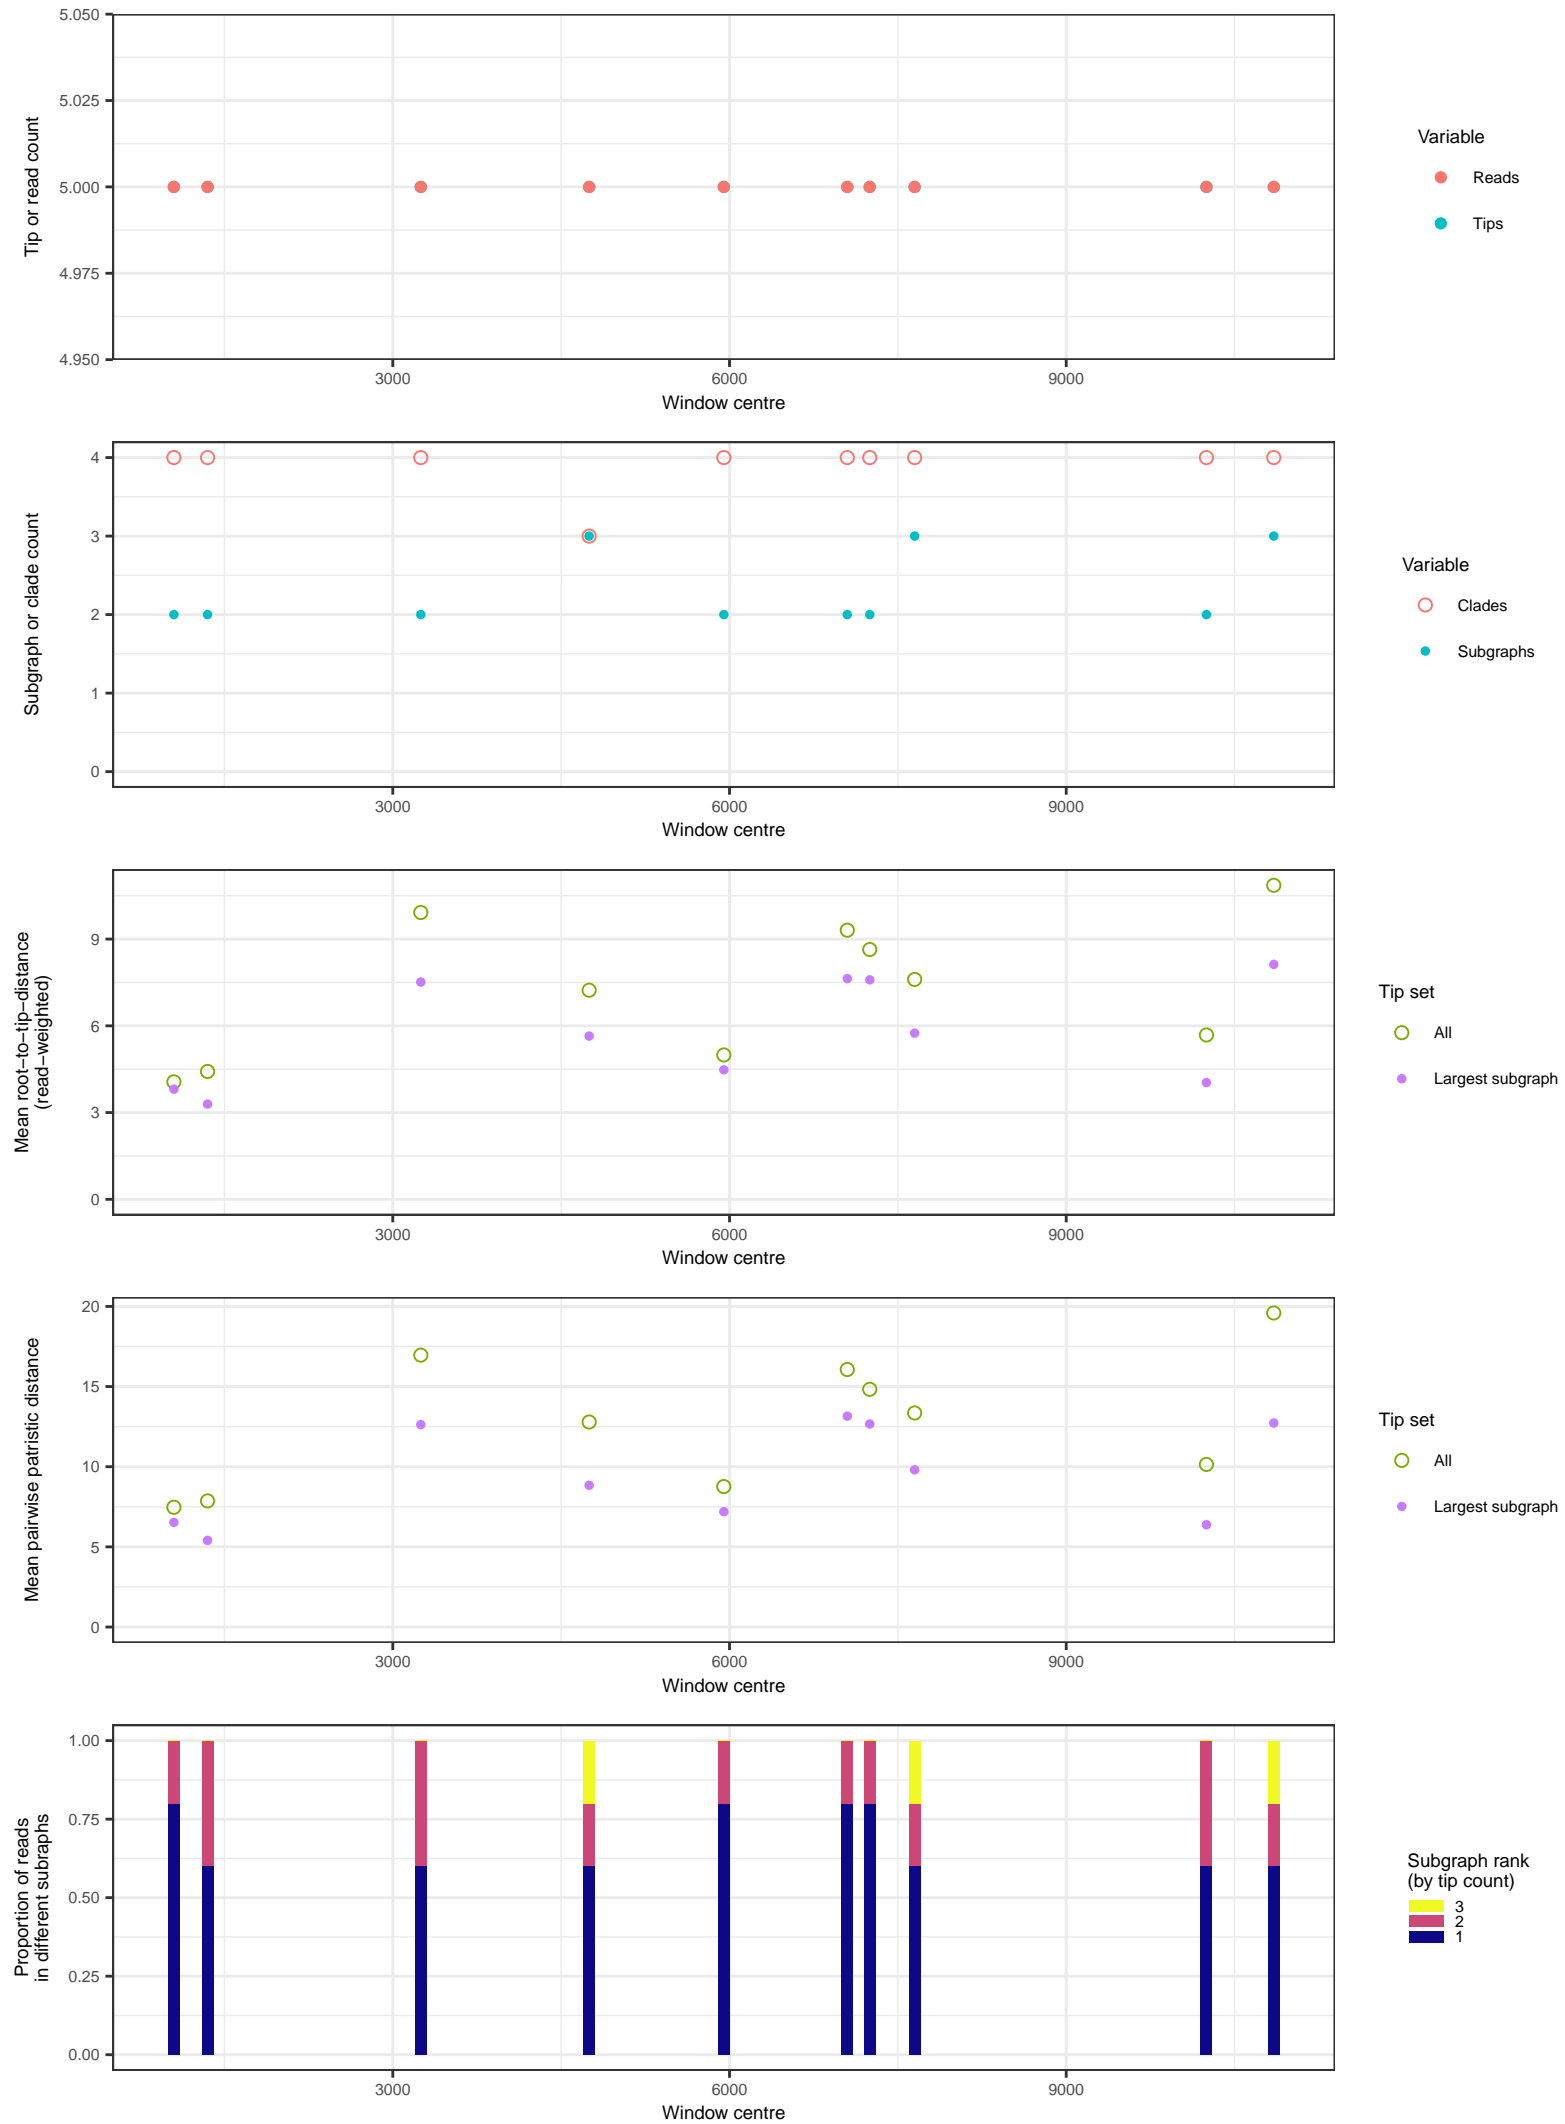 5.050
5.025
5.000
4.975
4.950
Tip or read count
3000 6000 9000
Window centre
Variable
Reads
Tips
4
3
2
1
0
Subgraph or clade count
3000 6000 9000
Window centre
Variable
Clades
Subgraphs
9
6
3
0
Mean root−to−tip−distance
(read−weighted)
3000 6000 9000
Window centre
Tip set
All
Largest subgraph
20
15
10
5
0
Mean pairwise patristic distance
3000 6000 9000
Window centre
Tip set
All
Largest subgraph
1.00
0.75
0.50
0.25
0.00
Proportion of reads
in different subraphs
3000 6000 9000
Window centre
Subgraph rank
(by tip count)
3
2
1